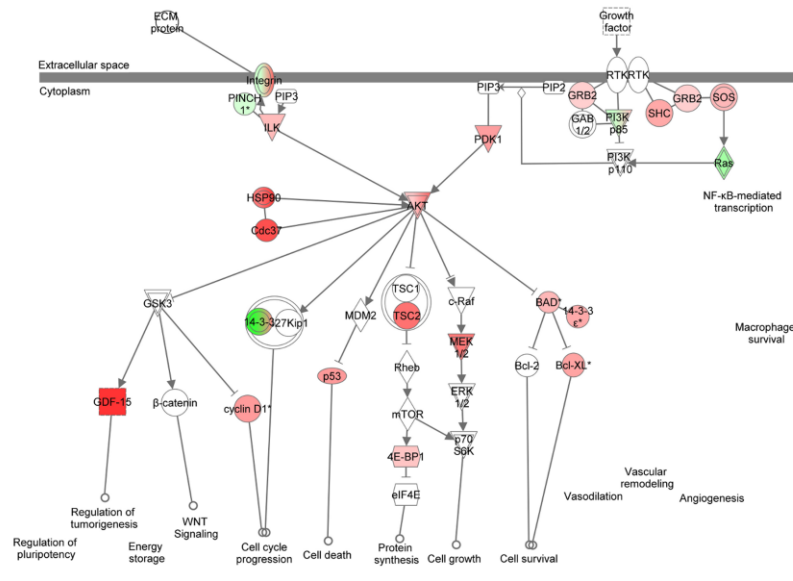 ECM
protein
Growth
factor
Extracellular space
Cytoplasm
Integrin
RTK
RTK
PINCH
1*
PIP3
ILK
PIP3
PIP2
GRB2
GAB
1/2
PI3K
p85
SHC
GRB2
SOS
PDK1
PI3K
p110
Ras
NF-κB-mediated
transcription
HSP90
Cdc37
AKT
GSK3
14-3-3
27Kip1
MDM2
TSC1
TSC2
c-Raf
BAD*
14-3-3
ε*
Macrophage
survival
MEK
1/2
p53
Rheb
Bcl-2
Bcl-XL*
GDF-15
β-catenin
cyclin D1*
mTOR
ERK
1/2
4E-BP1
p70
S6K
eIF4E
Vascular
remodeling
Vasodilation
Angiogenesis
Regulation of
tumorigenesis
WNT
Signaling
Regulation of
pluripotency
Energy
storage
Cell cycle
progression
Cell death
Protein
synthesis
Cell growth
Cell survival